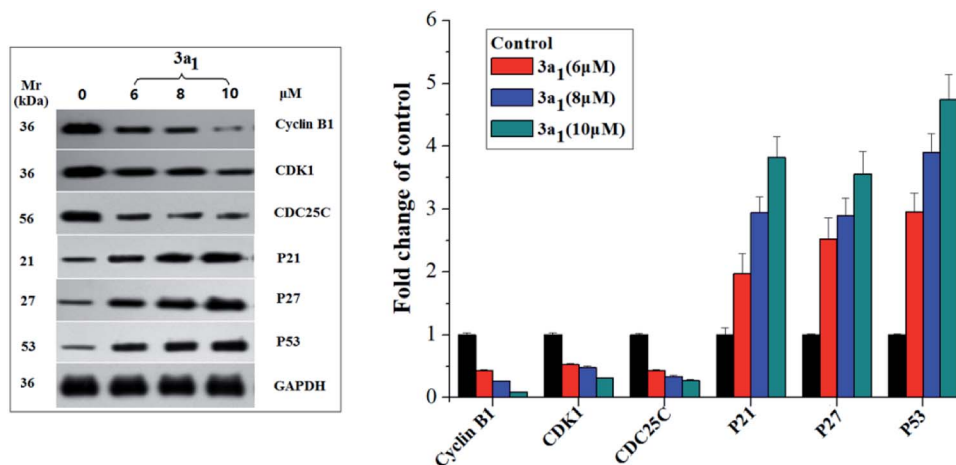 3a1
Mr
(kDa)
0 6 8 10 μM
36 Cyclin B1
36 CDK1
56 CDC25C
21 P21
27 P27
53 P53
36 GAPDH
Fold change of control
6
5
4
3
2
1
0
Control
3a1(6μM)
3a1(8μM)
3a1(10μM)
Cyclin B1
CDK1
CDC25C
P21
P27
P53